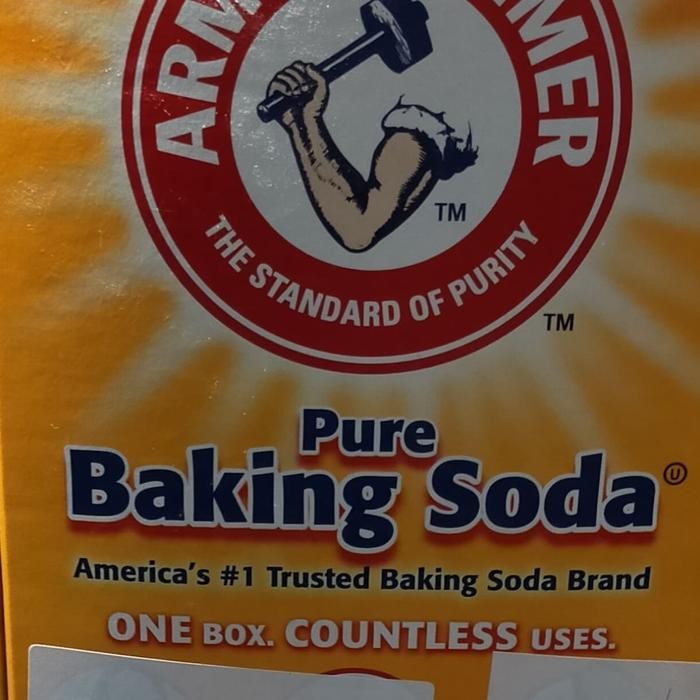 ARM
MER
TM
THE STANDARD OF PURITY
TM
Pure
Baking Soda Ⓤ
America's #1 Trusted Baking Soda Brand
ONE BOX. COUNTLESS USES.